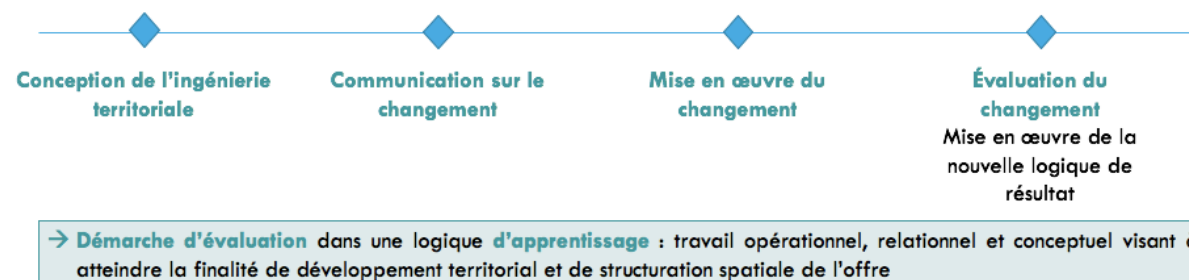 Conception de l'ingénierie
territoriale
Communication sur le
changement
Mise en œuvre du
changement
Évaluation du
changement
Mise en œuvre de la
nouvelle logique de
résultat
→ Démarche d'évaluation dans une logique d'apprentissage : travail opérationnel, relationnel et conceptuel visant
atteindre la finalité de développement territorial et de structuration spatiale de l'offre